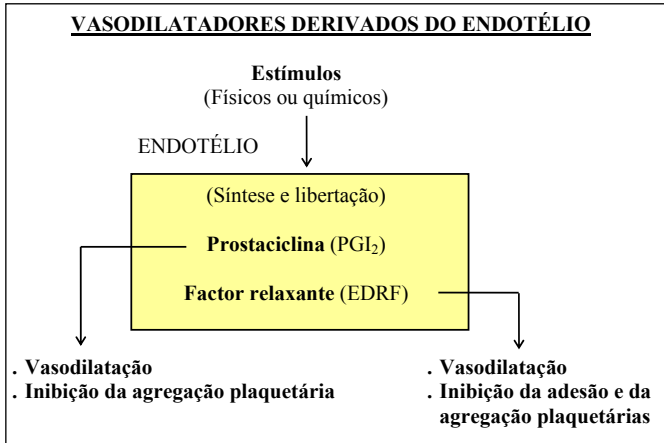 VASODILATADORES DERIVADOS DO ENDOTÉLIO
Estímulos
(Físicos ou químicos)
ENDOTÉLIO
(Síntese e libertação)
Prostaciclina (PGI₂)
Factor relaxante (EDRF)
. Vasodilatação
. Inibição da agregação plaquetária
. Vasodilatação
. Inibição da adesão e da
agregação plaquetárias